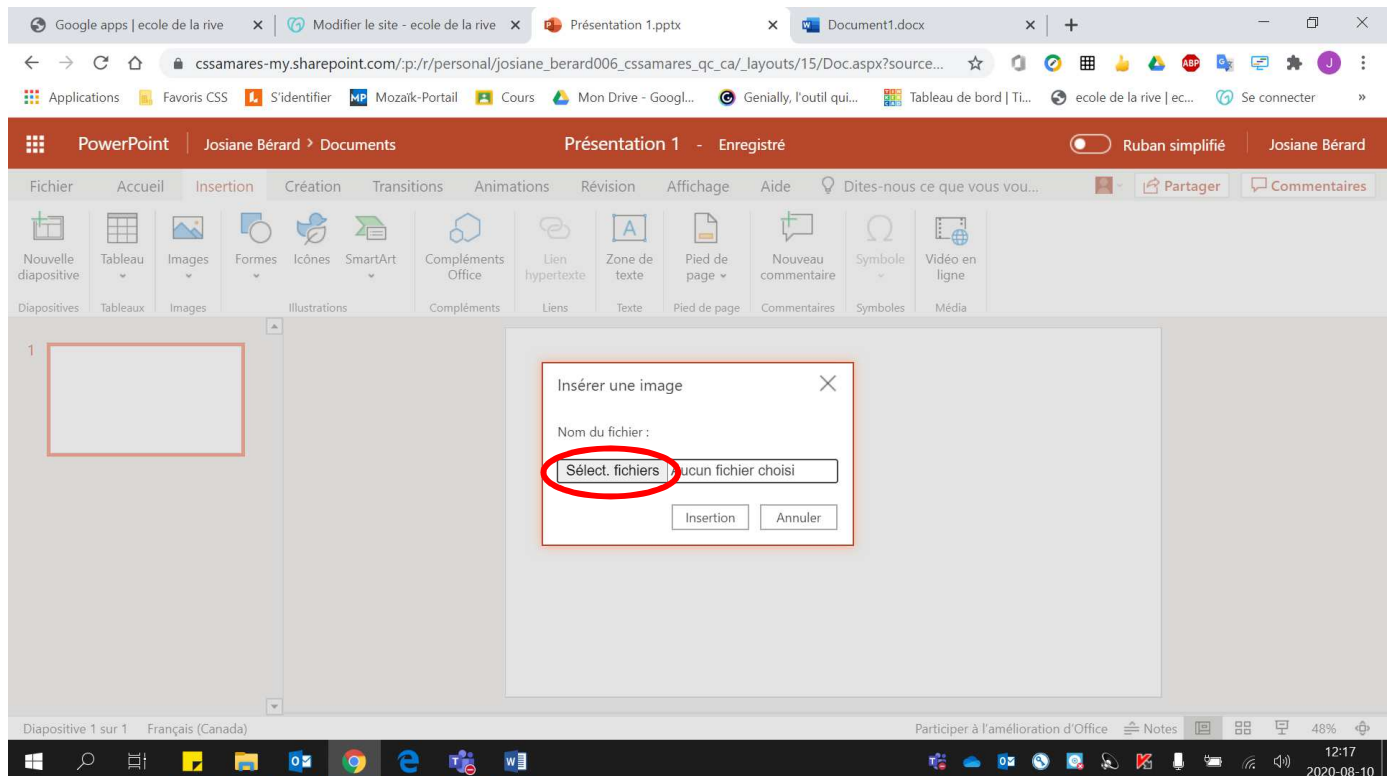 Google apps | ecole de la rive
Modifier le site - ecole de la rive
Présentation 1.pptx
Document1.docx
cssamares-my.sharepoint.com/:p:/r/personal/josiane_berard006_cssamares_qc_ca/_layouts/15/Doc.aspx?source...
ABP
J
Applications
Favoris CSS
S'identifier
MP
Mozaïk-Portail
Cours
Mon Drive - Googl...
Genially, l'outil qui...
Tableau de bord | Ti...
ecole de la rive | ec...
Se connecter
»
PowerPoint
Josiane Bérard > Documents
Présentation 1 - Enregistré
Ruban simplifié
Josiane Bérard
Fichier
Accueil
Insertion
Création
Transitions
Animations
Révision
Affichage
Aide
Dites-nous ce que vous vou...
Partager
Commentaires
Nouvelle
diapositive
Tableau
Images
Formes
Icônes
SmartArt
Compléments
Office
Lien
hypertexte
Zone de
texte
Pied de
page
Nouveau
commentaire
Symbole
Vidéo en
ligne
Diapositives
Tableaux
Images
Illustrations
Compléments
Liens
Texte
Pied de page
Commentaires
Symboles
Média
1
Insérer une image
Nom du fichier :
Sélect. fichiers
Aucun fichier choisi
Insertion
Annuler
Diapositive 1 sur 1
Français (Canada)
Participer à l'amélioration d'Office
Notes
48%
12:17
2020-08-10